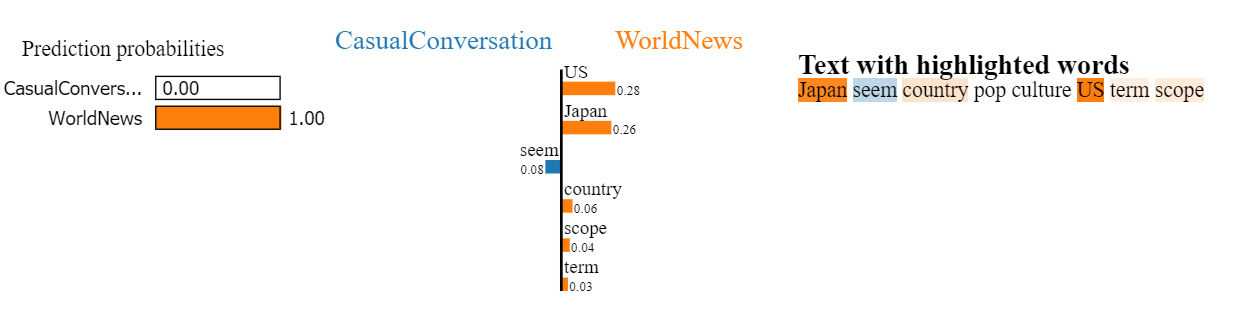 Prediction probabilities
CasualConvers... 0.00
WorldNews 1.00
CasualConversation WorldNews
US
0.28
Japan
0.26
seem
0.08
country
0.06
scope
0.04
term
0.03
Text with highlighted words
Japan seem country pop culture US term scope